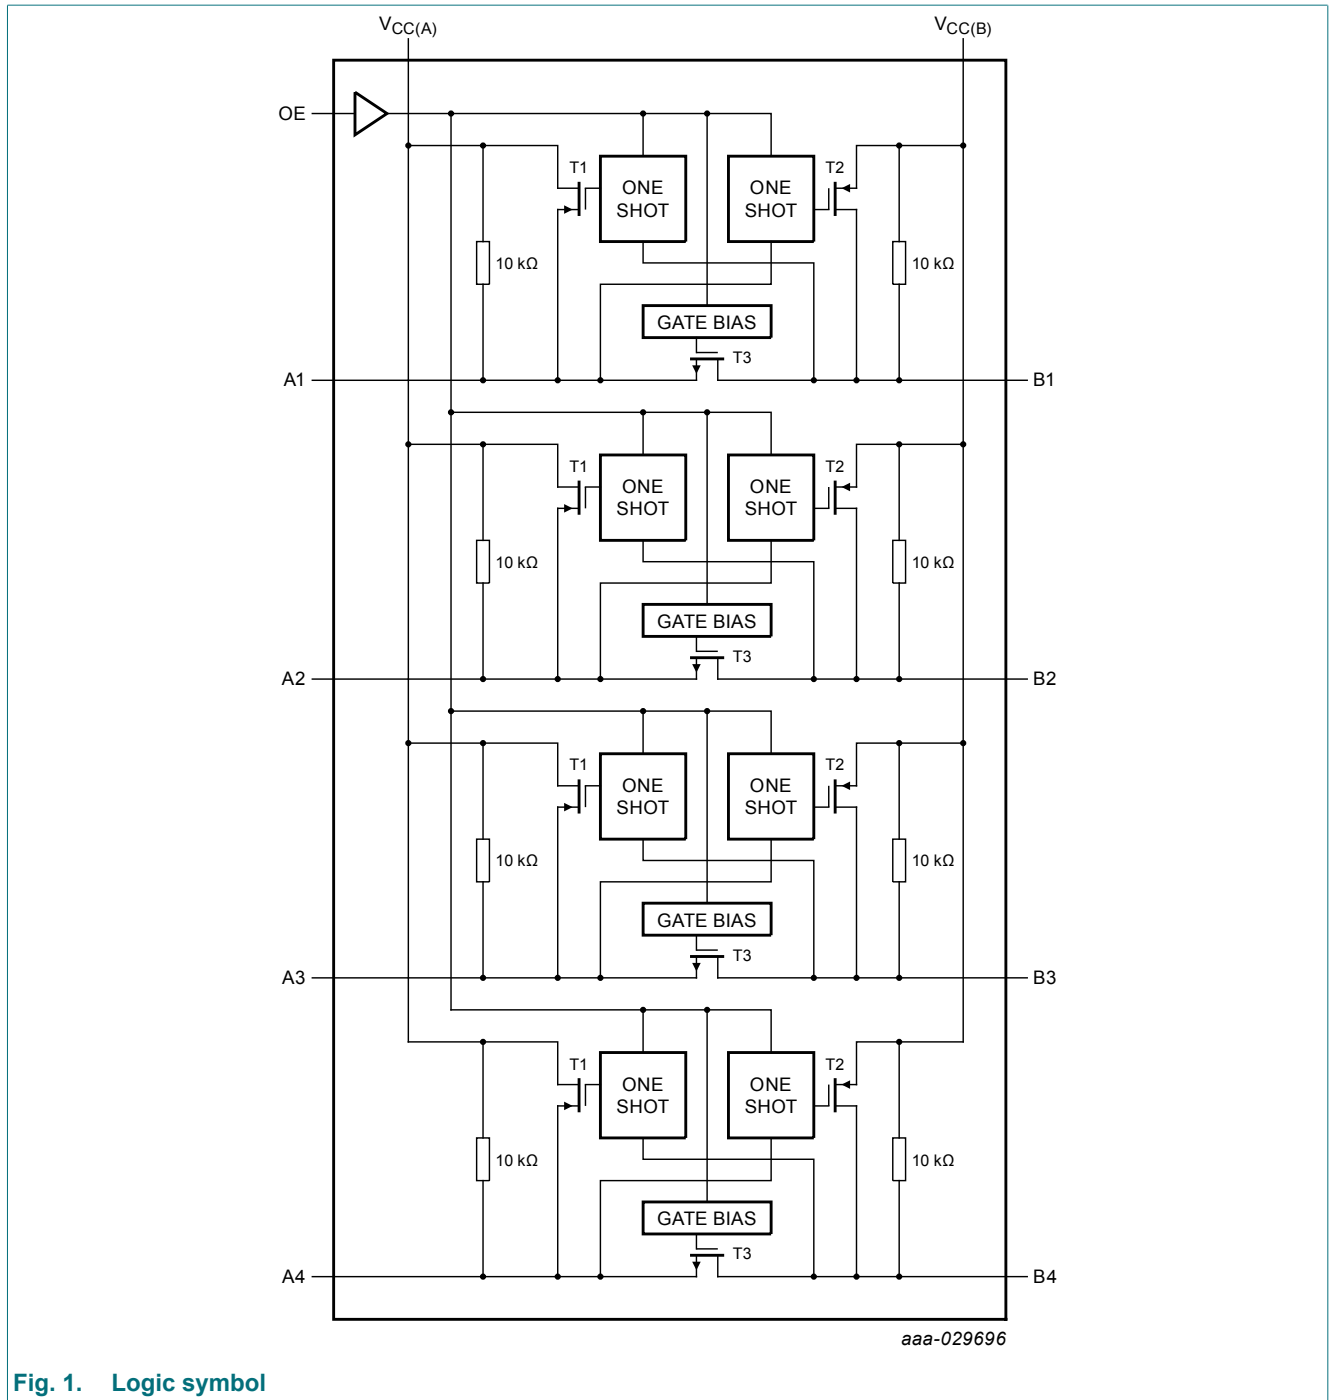 VCC(A) VCC(B)
OE
T1 ONE SHOT ONE SHOT T2
10 kΩ 10 kΩ
GATE BIAS
T3
A1 B1
T1 ONE SHOT ONE SHOT T2
10 kΩ 10 kΩ
GATE BIAS
T3
A2 B2
T1 ONE SHOT ONE SHOT T2
10 kΩ 10 kΩ
GATE BIAS
T3
A3 B3
T1 ONE SHOT ONE SHOT T2
10 kΩ 10 kΩ
GATE BIAS
T3
A4 B4
aaa-029696
Fig. 1. Logic symbol